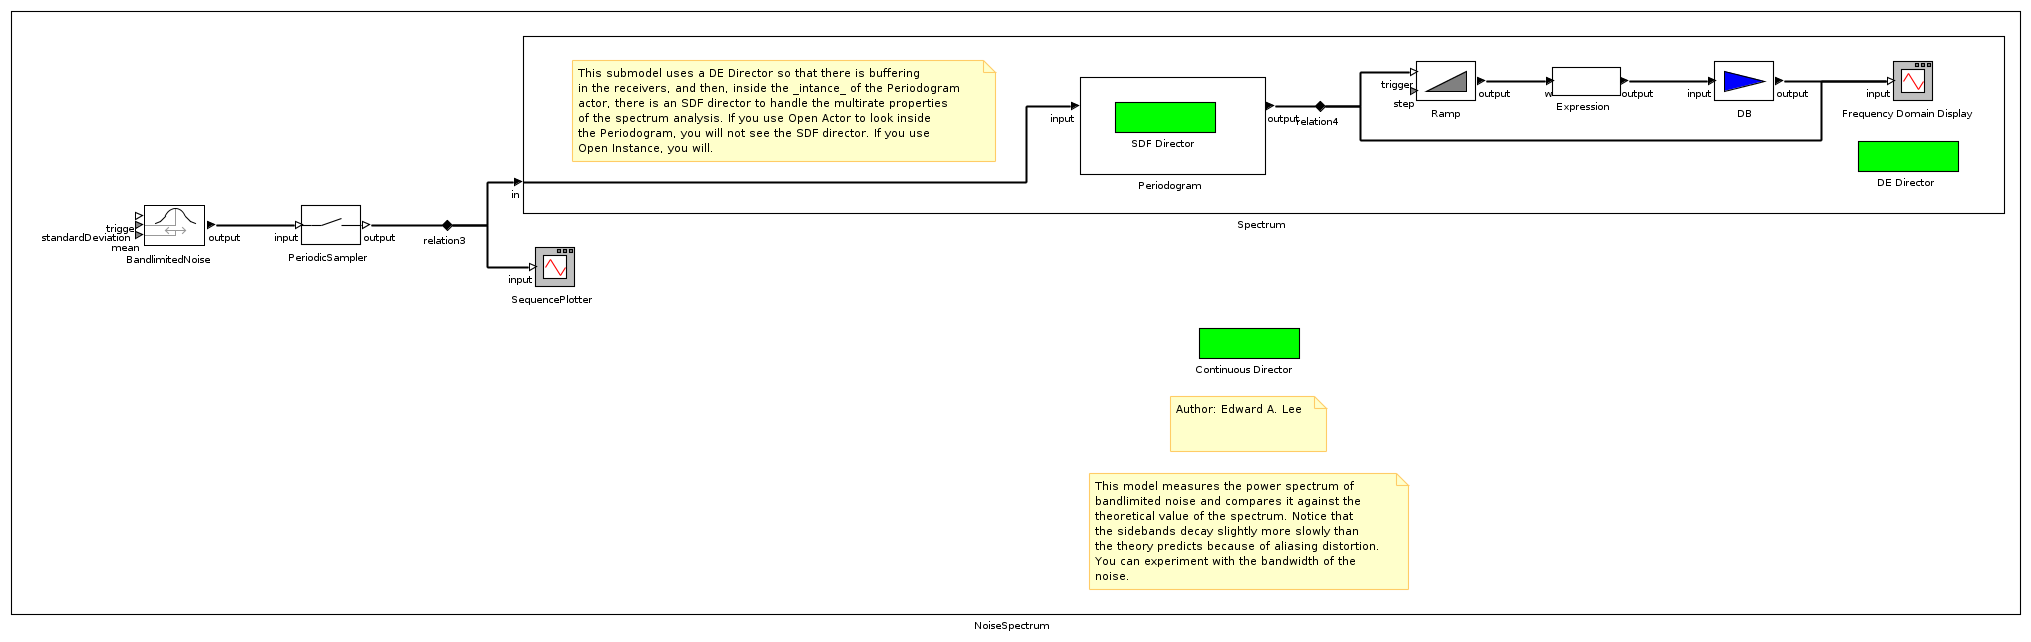 This submodel uses a DE Director so that there is buffering
in the receivers, and then, inside the _intance_ of the Periodogram
actor, there is an SDF director to handle the multirate properties
of the spectrum analysis. If you use Open Actor to look inside
the Periodogram, you will not see the SDF director. If you use
Open Instance, you will.
in
input
SDF Director
output
Periodogram
relation4
trigger
step
output
Ramp
w
output
Expression
input
output
DB
input
Frequency Domain Display
DE Director
Spectrum
trigge
standardDeviation
mean
output
BandlimitedNoise
input
output
PeriodicSampler
relation3
input
SequencePlotter
Continuous Director
Author: Edward A. Lee
This model measures the power spectrum of
bandlimited noise and compares it against the
theoretical value of the spectrum. Notice that
the sidebands decay slightly more slowly than
the theory predicts because of aliasing distortion.
You can experiment with the bandwidth of the
noise.
NoiseSpectrum